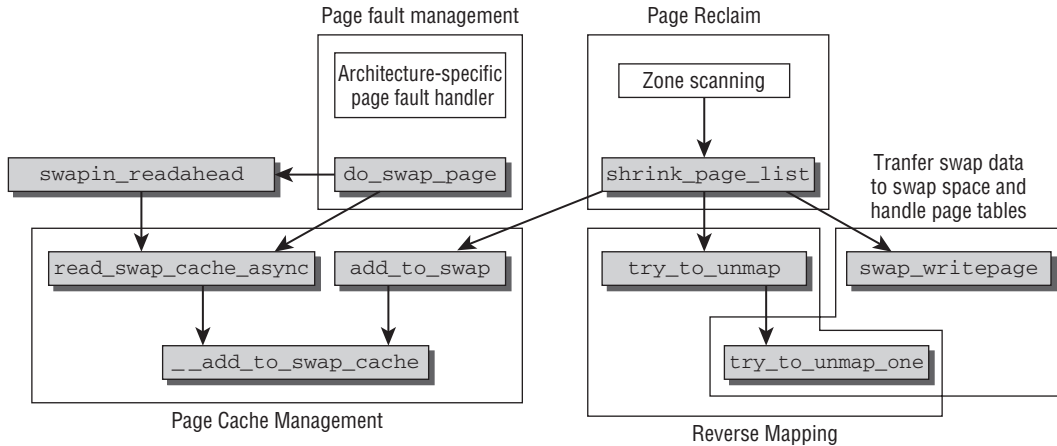 Page fault management
Page Reclaim
Architecture-specific
page fault handler
Zone scanning
swapin_readahead
do_swap_page
shrink_page_list
Tranfer swap data
to swap space and
handle page tables
read_swap_cache_async
add_to_swap
try_to_unmap
swap_writepage
__add_to_swap_cache
try_to_unmap_one
Page Cache Management
Reverse Mapping